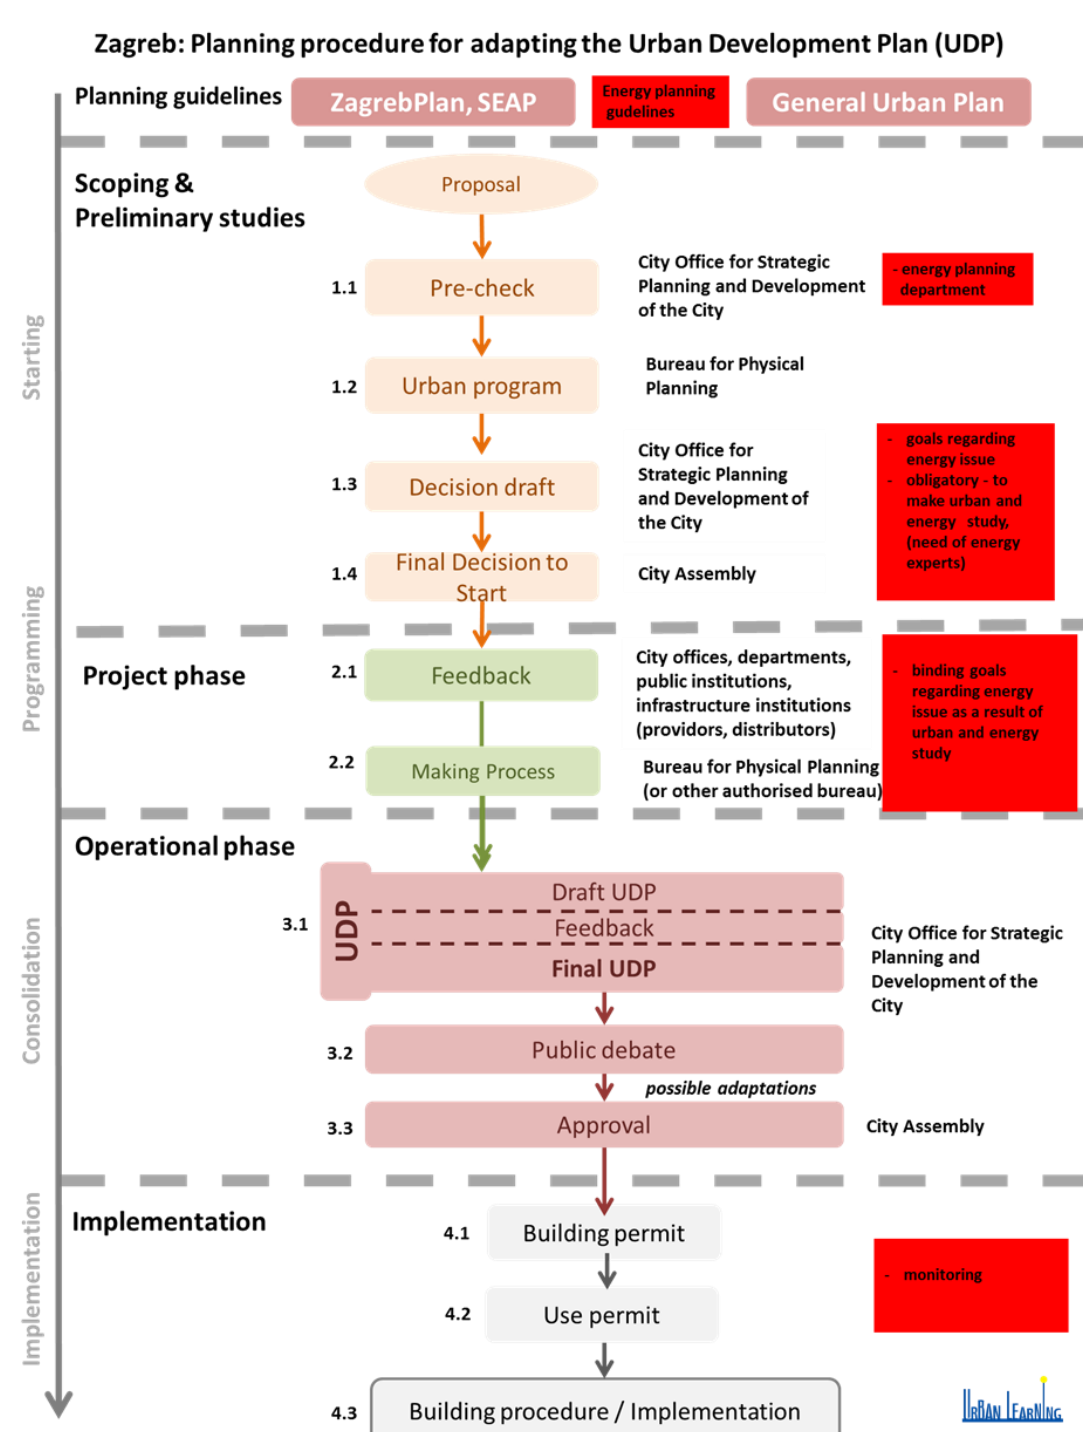 Zagreb: Planning procedure for adapting the Urban Development Plan (UDP)
Planning guidelines
ZagrebPlan, SEAP
Energy planning
gudelines
General Urban Plan
Scoping &
Preliminary studies
Proposal
Starting
1.1
Pre-check
City Office for Strategic
Planning and Development
of the City
- energy planning
department
1.2
Urban program
Bureau for Physical
Planning
1.3
Decision draft
City Office for
Strategic Planning
and Development of
the City
- goals regarding
energy issue
- obligatory - to
make urban and
energy study,
(need of energy
experts)
1.4
Final Decision to
Start
City Assembly
Programming
Project phase
2.1
Feedback
City offices, departments,
public institutions,
infrastructure institutions
(providors, distributors)
- binding goals
regarding energy
issue as a result of
urban and energy
study
2.2
Making Process
Bureau for Physical Planning
(or other authorised bureau)
Operational phase
Consolidation
3.1
UDP
Draft UDP
Feedback
Final UDP
City Office for Strategic
Planning and
Development of the
City
3.2
Public debate
possible adaptations
3.3
Approval
City Assembly
Implementation
Implementation
4.1
Building permit
- monitoring
4.2
Use permit
4.3
Building procedure / Implementation
URBAN LEARNING